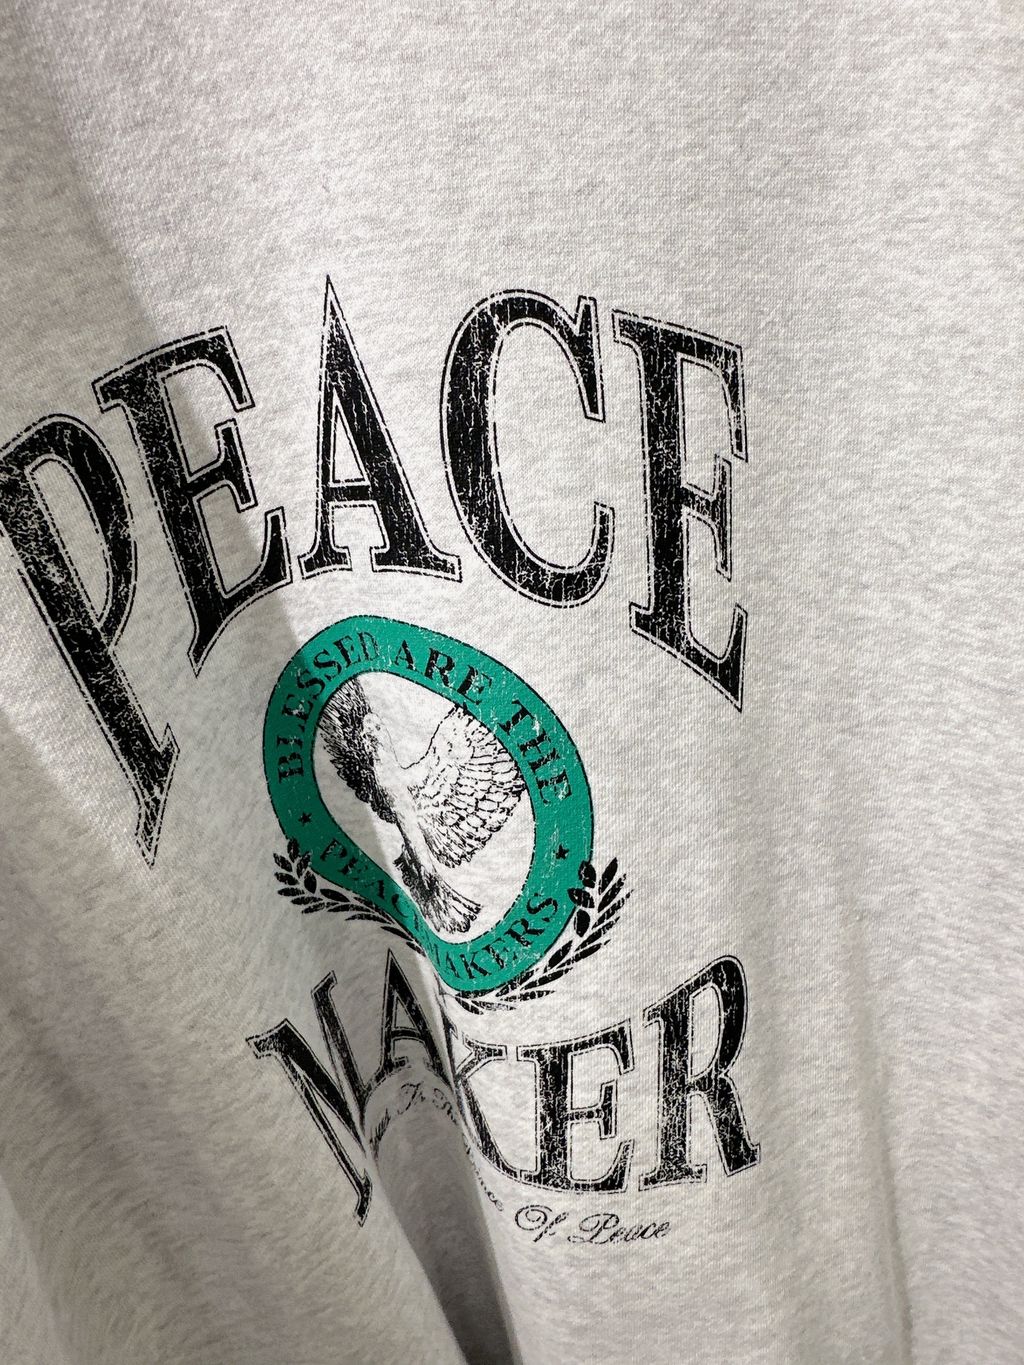 PEACE
BLESSED ARE THE
PEACEMAKERS
MAKER
Of Peace